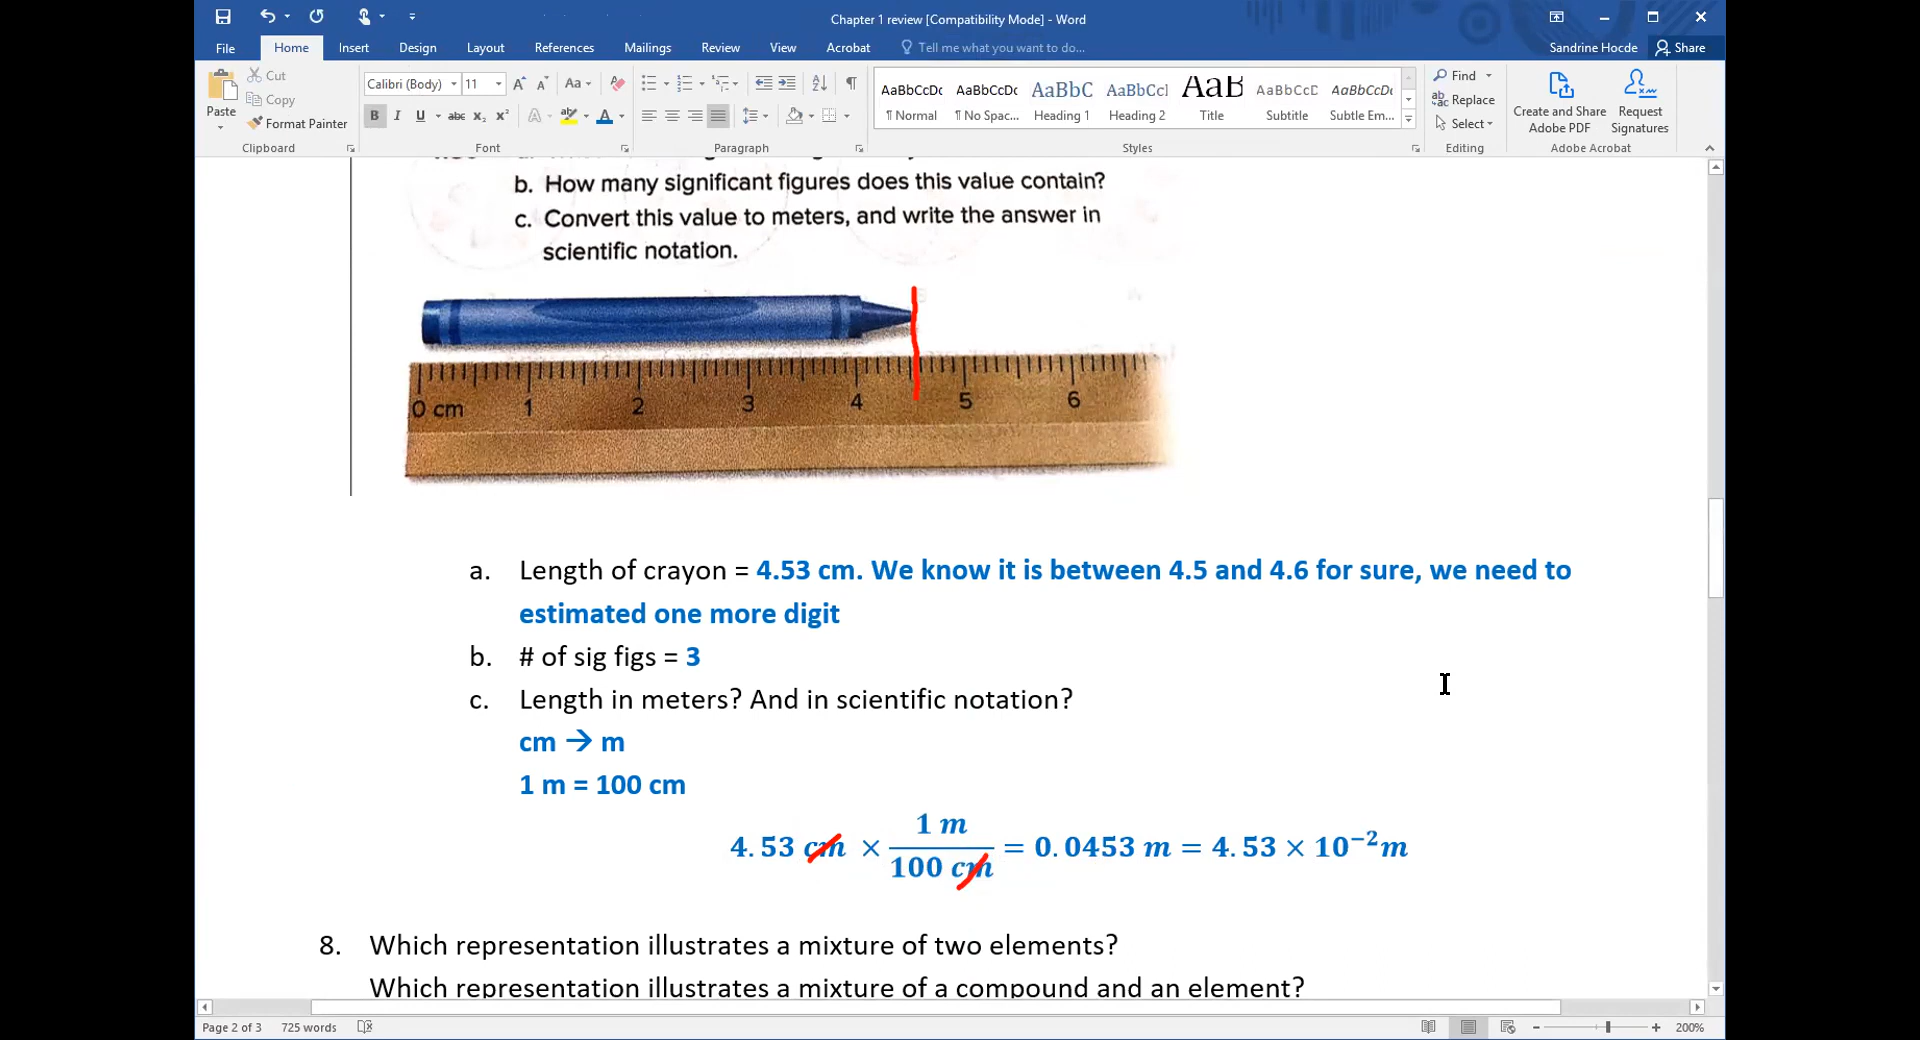 Chapter 1 review [Compatibility Mode] - Word
File Home Insert Design Layout References Mailings Review View Acrobat Tell me what you want to do... Sandrine Hocde Share
Cut
Copy
Paste
Format Painter
Clipboard
Calibri (Body) 11
Font
Paragraph
AaBbCcDc AaBbCcDc AaBbC AaBbCcl AaB AaBbCcD AaBbCcDc
¶ Normal ¶ No Spac... Heading 1 Heading 2 Title Subtitle Subtle Em...
Styles
Find
Replace
Select
Editing
Create and Share
Adobe PDF
Request
Signatures
Adobe Acrobat
b. How many significant figures does this value contain?
c. Convert this value to meters, and write the answer in
scientific notation.
0 cm 1 2 3 4 5 6
a. Length of crayon = 4.53 cm. We know it is between 4.5 and 4.6 for sure, we need to
estimated one more digit
b. # of sig figs = 3
c. Length in meters? And in scientific notation?
cm → m
1 m = 100 cm
4.53 cm × 1 m / 100 cm = 0.0453 m = 4.53 × 10⁻² m
8. Which representation illustrates a mixture of two elements?
Which representation illustrates a mixture of a compound and an element?
Page 2 of 3 725 words 200%